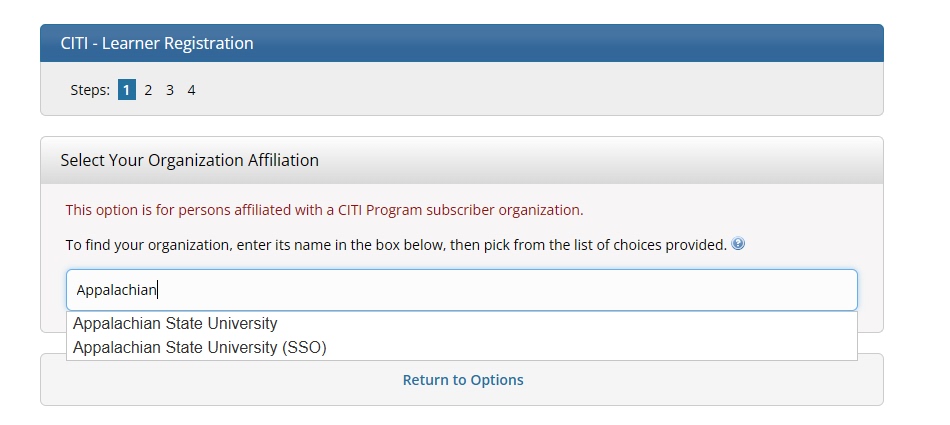 CITI - Learner Registration
Steps: 1 2 3 4
Select Your Organization Affiliation
This option is for persons affiliated with a CITI Program subscriber organization.
To find your organization, enter its name in the box below, then pick from the list of choices provided. ?
Appalachian
Appalachian State University
Appalachian State University (SSO)
Return to Options